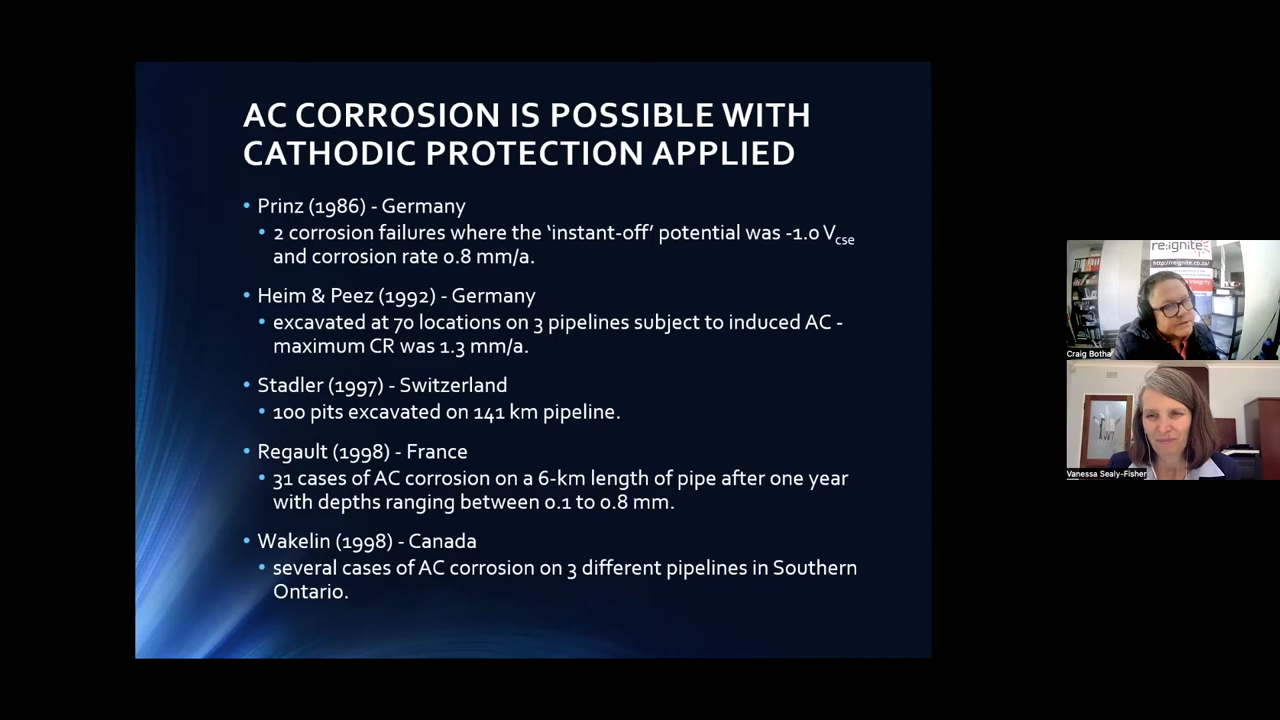 AC CORROSION IS POSSIBLE WITH
CATHODIC PROTECTION APPLIED
• Prinz (1986) - Germany
• 2 corrosion failures where the ‘instant-off’ potential was -1.0 Vcse
and corrosion rate 0.8 mm/a.
• Heim & Peez (1992) - Germany
• excavated at 70 locations on 3 pipelines subject to induced AC -
maximum CR was 1.3 mm/a.
• Stadler (1997) - Switzerland
• 100 pits excavated on 141 km pipeline.
• Regault (1998) - France
• 31 cases of AC corrosion on a 6-km length of pipe after one year
with depths ranging between 0.1 to 0.8 mm.
• Wakelin (1998) - Canada
• several cases of AC corrosion on 3 different pipelines in Southern
Ontario.
re:ignite
http://reignite.co.za/
Craig Botha
Vanessa Sealy-Fisher